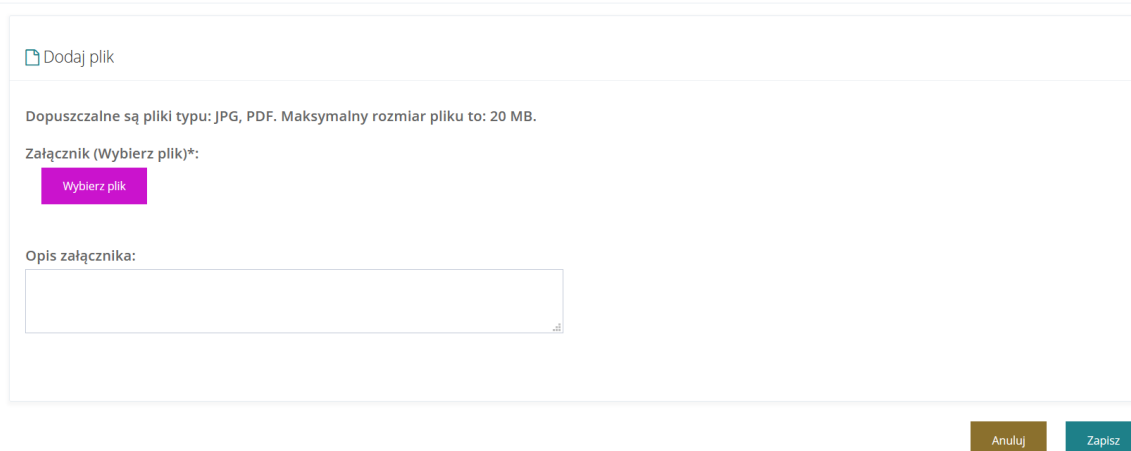 Dodaj plik
Dopuszczalne są pliki typu: JPG, PDF. Maksymalny rozmiar pliku to: 20 MB.
Załącznik (Wybierz plik)*:
Wybierz plik
Opis załącznika:
Anuluj Zapisz